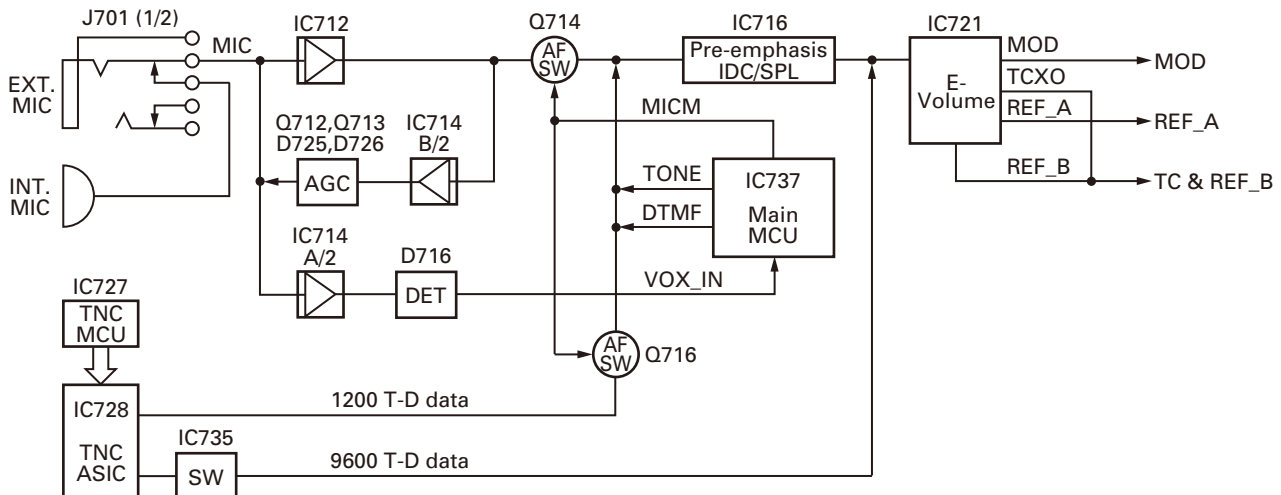 J701 (1/2)
MIC
EXT.
MIC
INT.
MIC
IC712
Q714
AF
SW
IC716
Pre-emphasis
IDC/SPL
IC721
E-
Volume
MOD
TCXO
REF_A
REF_B
MOD
REF_A
TC & REF_B
Q712,Q713
D725,D726
AGC
IC714
B/2
MICM
TONE
DTMF
IC737
Main
MCU
IC714
A/2
D716
DET
VOX_IN
IC727
TNC
MCU
AF
SW
Q716
IC728
TNC
ASIC
1200 T-D data
IC735
SW
9600 T-D data